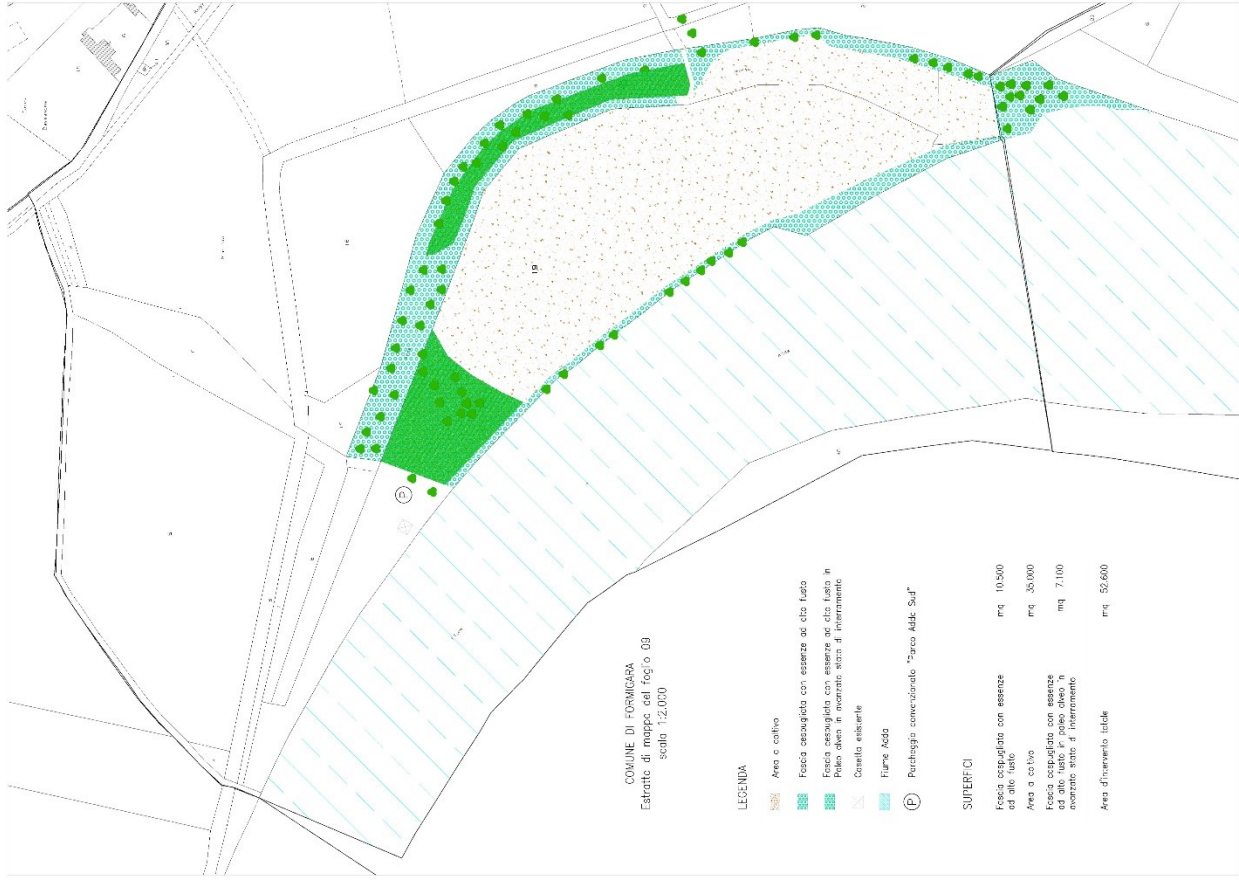 COMUNE DI FORMIGARA
Estratto di mappa del foglio 09
scala 1:2.000
LEGENDA
Area a coltivo
Fascia cespugliata con essenze ad alto fusto
Fascia cespugliata con essenze ad alto fusto in
Paleo alveo in avanzato stato di interramento
Casetta esistente
Fiume Adda
P Parcheggio convenzionato "Parco Adda Sud"
SUPERFICI
Fascia cespugliata con essenze
ad alto fusto mq 10.500
Area a coltivo mq 35.000
Fascia cespugliata con essenze
ad alto fusto in paleo alveo in mq 7.100
avanzato stato di interramento
Area d'intervento totale mq 52.600
P
19